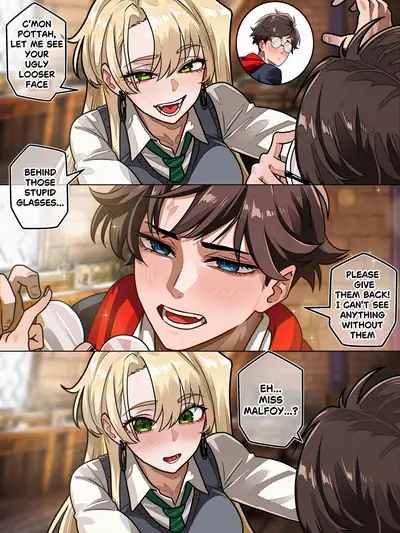 C'MON
POTTAH,
LET ME SEE
YOUR
UGLY
LOOSER
FACE
BEHIND
THOSE
STUPID
GLASSES...
PLEASE
GIVE
THEM BACK!
I CAN'T SEE
ANYTHING
WITHOUT
THEM
EH...
MISS
MALFOY...?